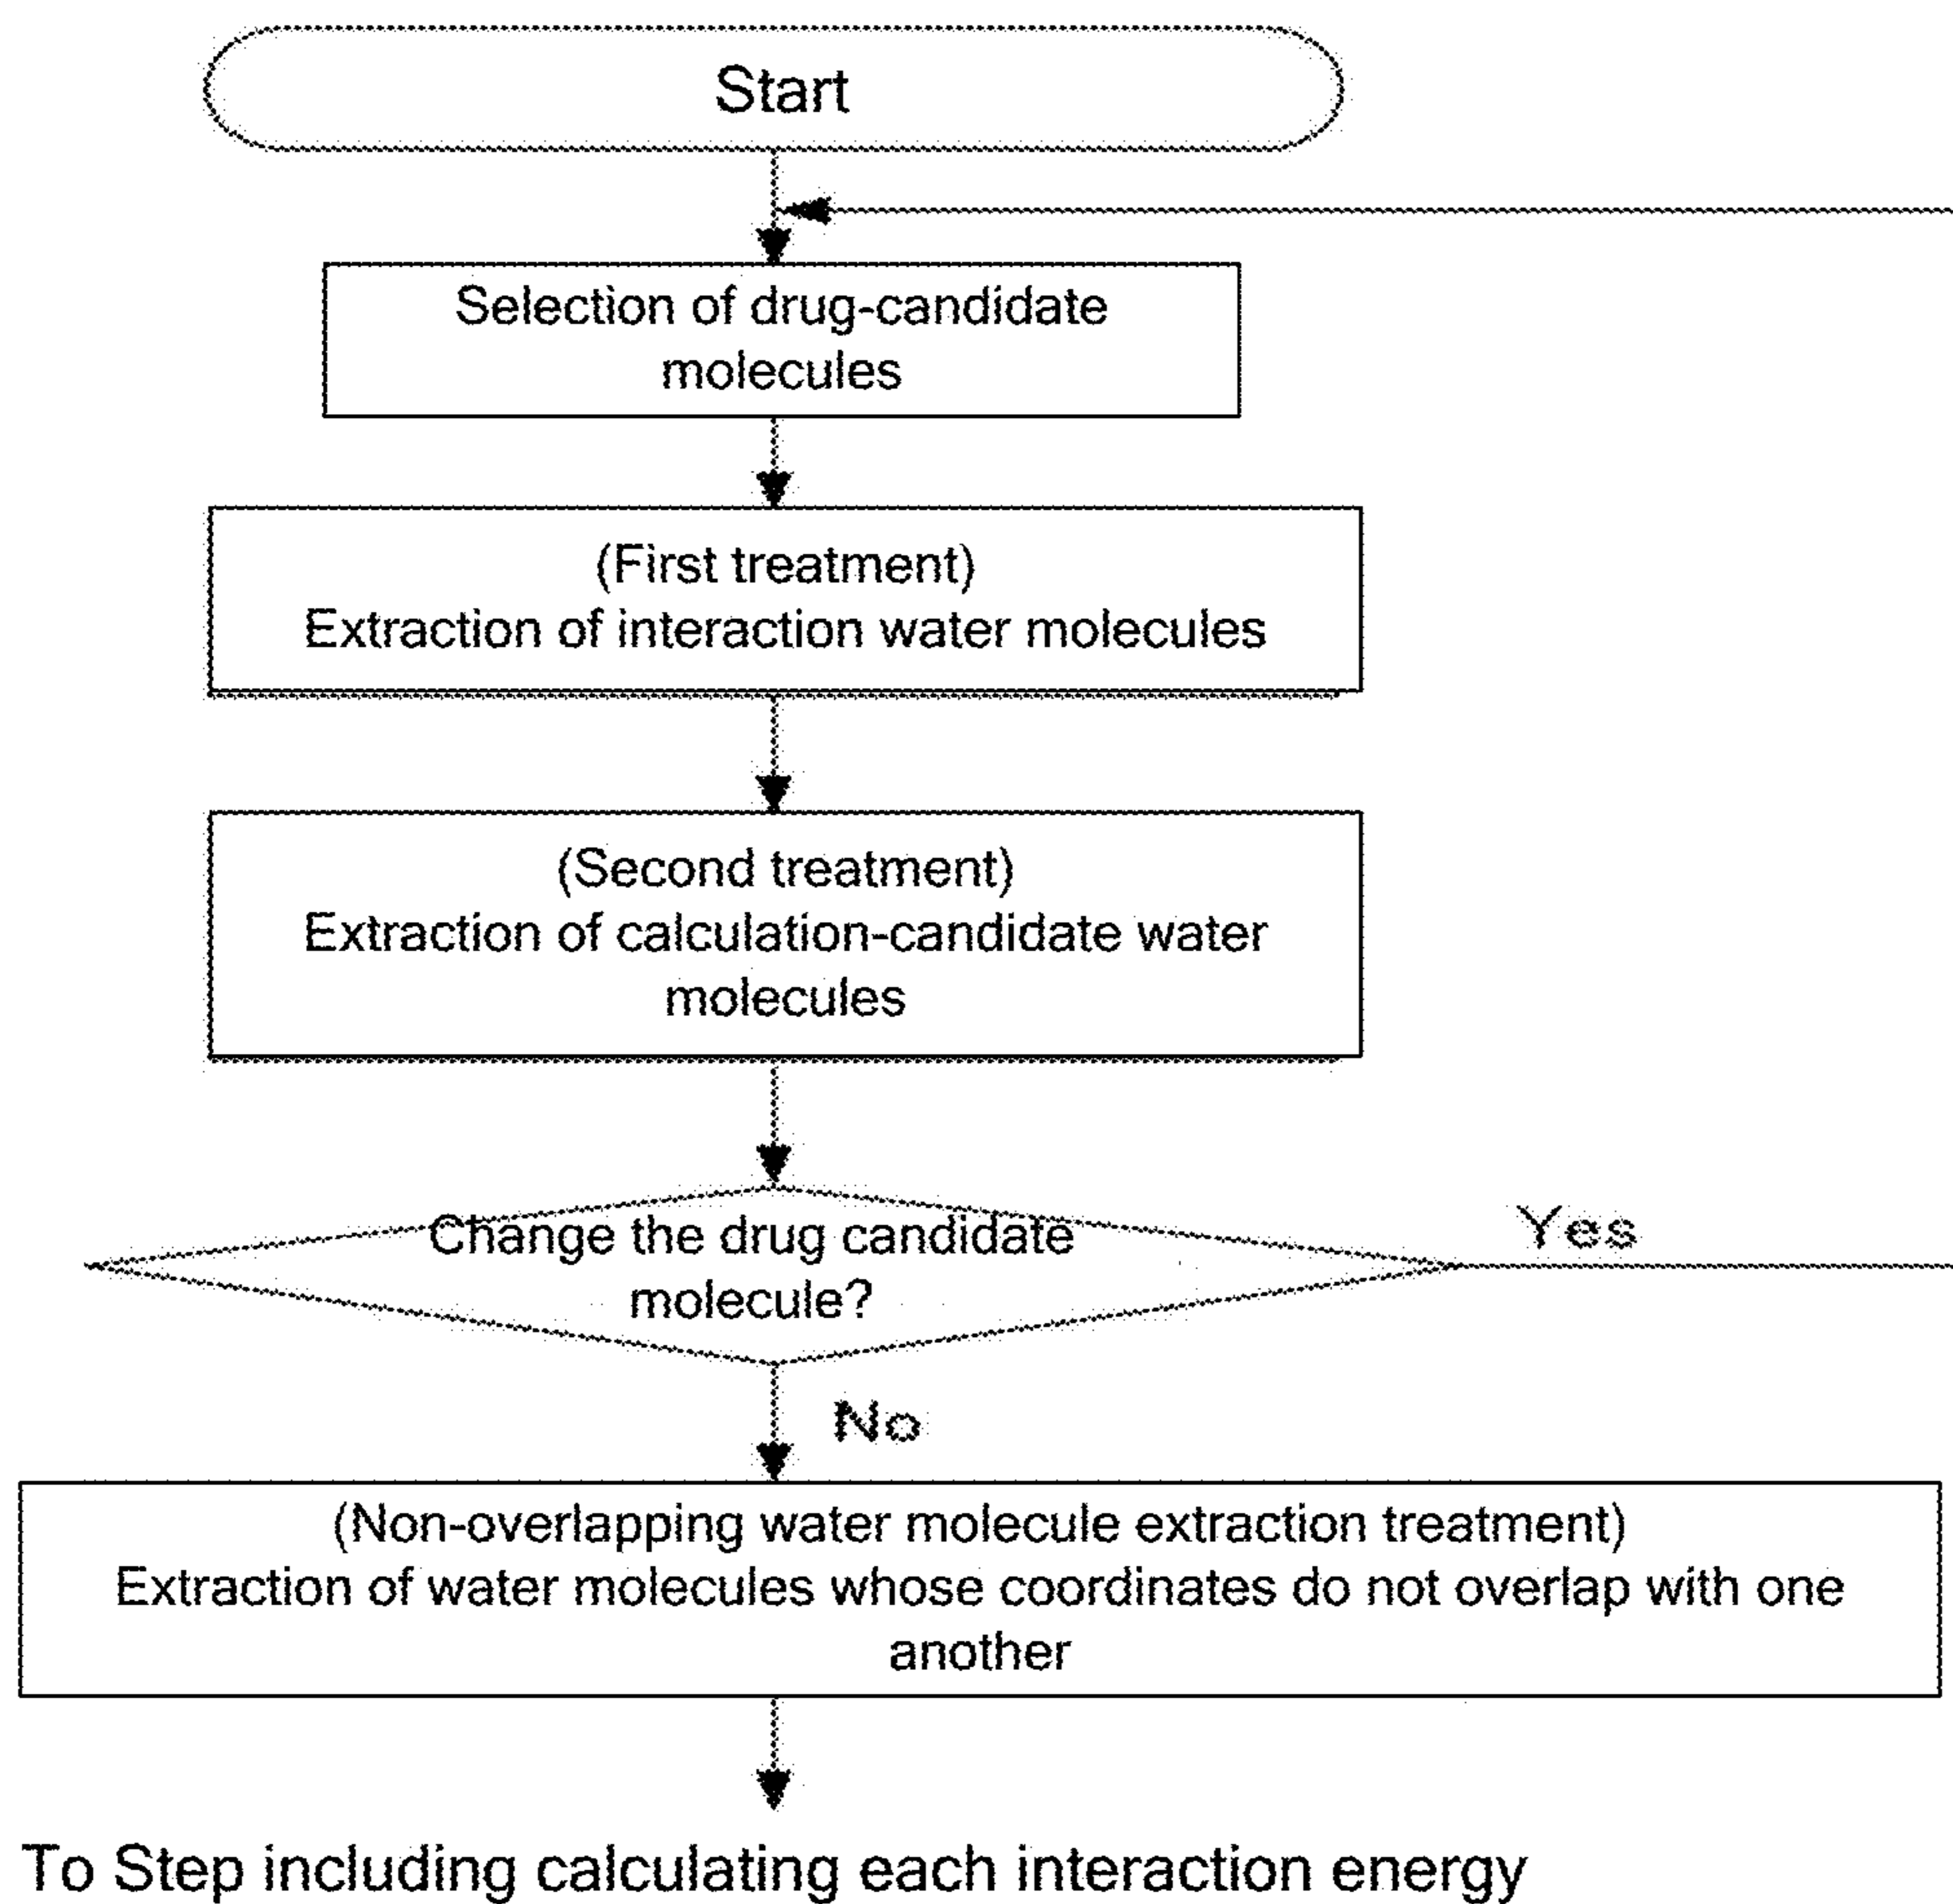 Start
Selection of drug-candidate
molecules
(First treatment)
Extraction of interaction water molecules
(Second treatment)
Extraction of calculation-candidate water
molecules
Change the drug candidate
molecule?
Yes
No
(Non-overlapping water molecule extraction treatment)
Extraction of water molecules whose coordinates do not overlap with one
another
To Step including calculating each interaction energy